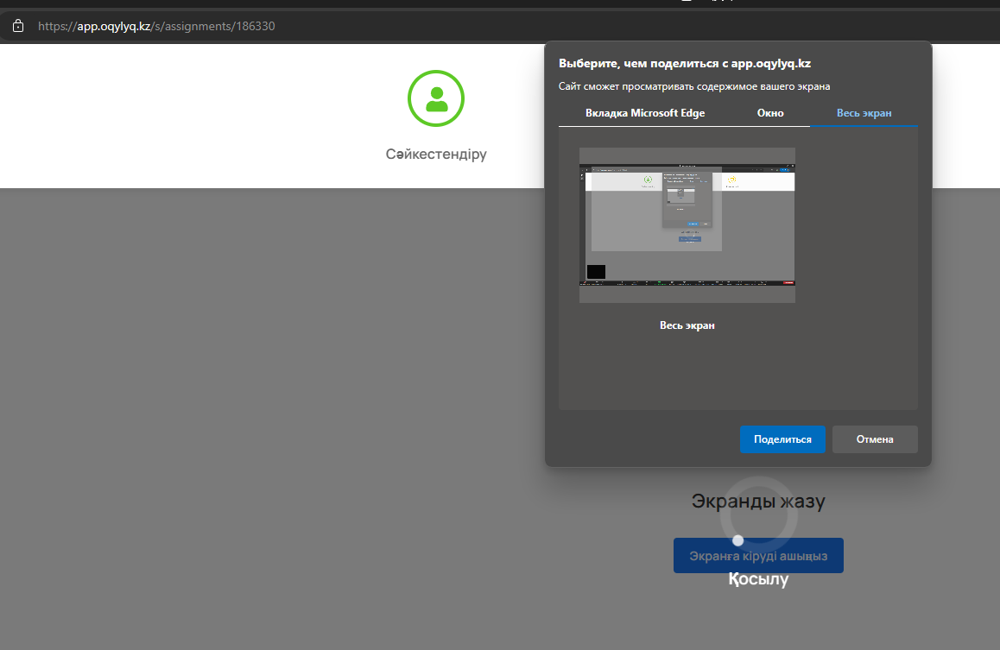 https://app.oqylyq.kz/s/assignments/186330
Сәйкестендіру
Выберите, чем поделиться с app.oqylyq.kz
Сайт сможет просматривать содержимое вашего экрана
Вкладка Microsoft Edge
Окно
Весь экран
Весь экран
Поделиться
Отмена
Экранды жазу
Экранға кіруді ашыңыз
Қосылу